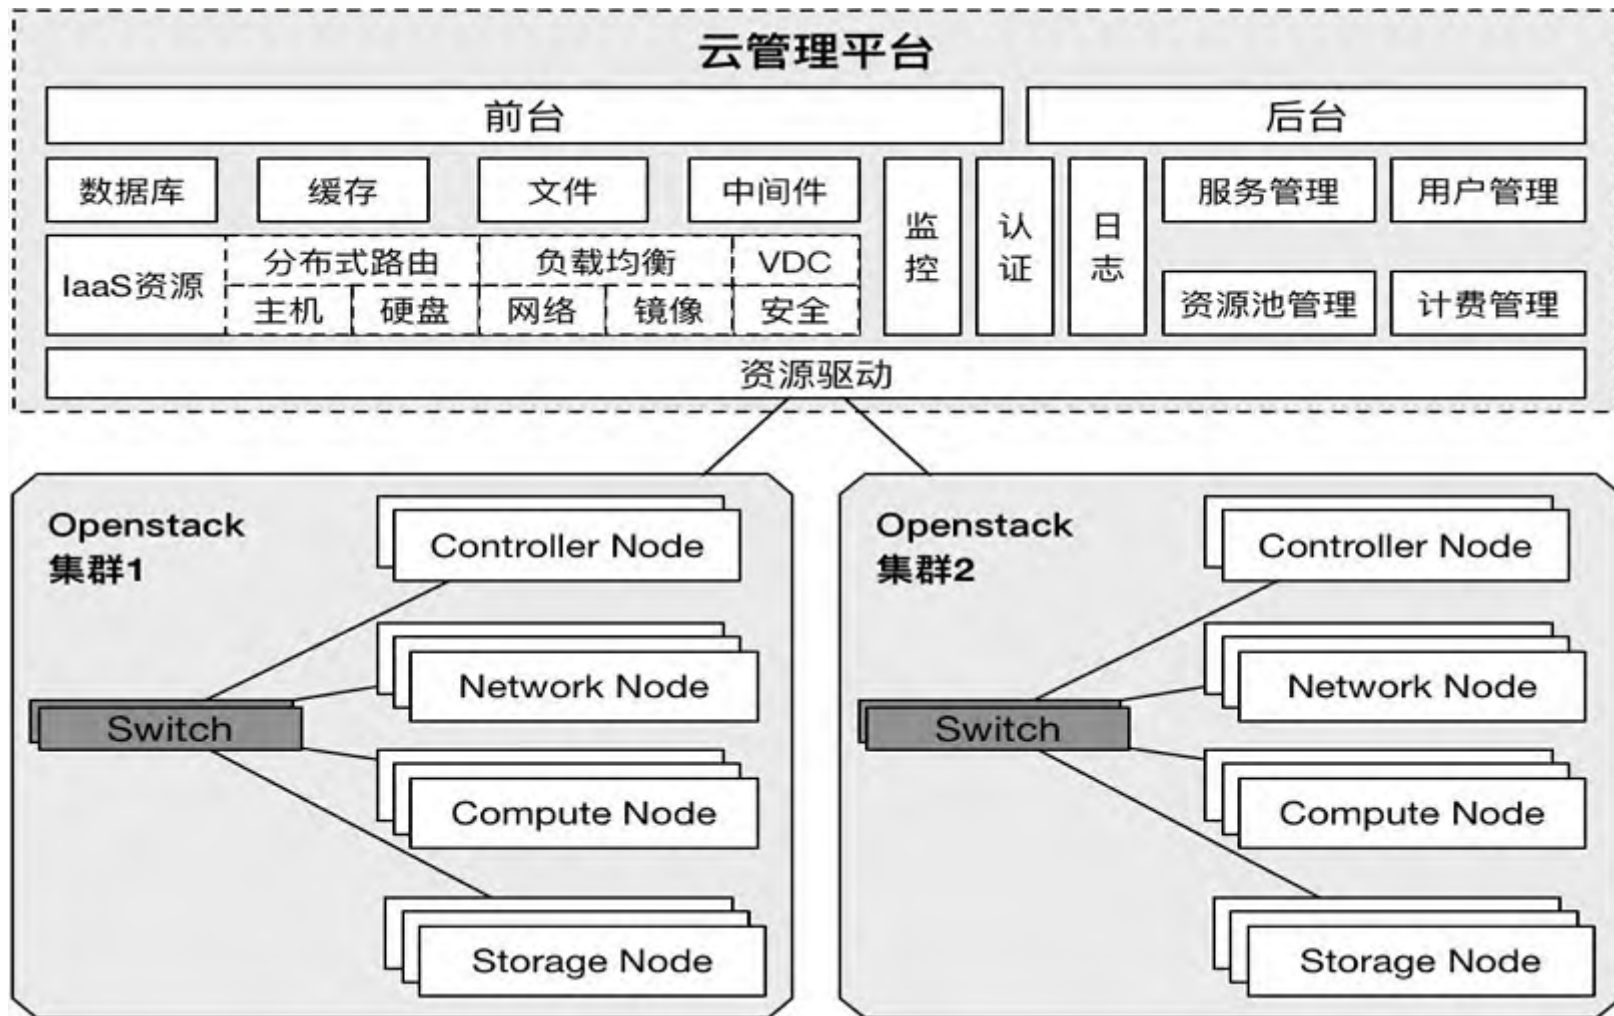 云管理平台
前台
后台
数据库
缓存
文件
中间件
监控
认证
日志
服务管理
用户管理
IaaS资源
分布式路由
负载均衡
VDC
主机
硬盘
网络
镜像
安全
资源池管理
计费管理
资源驱动
Openstack
集群1
Controller Node
Network Node
Switch
Compute Node
Storage Node
Openstack
集群2
Controller Node
Network Node
Switch
Compute Node
Storage Node